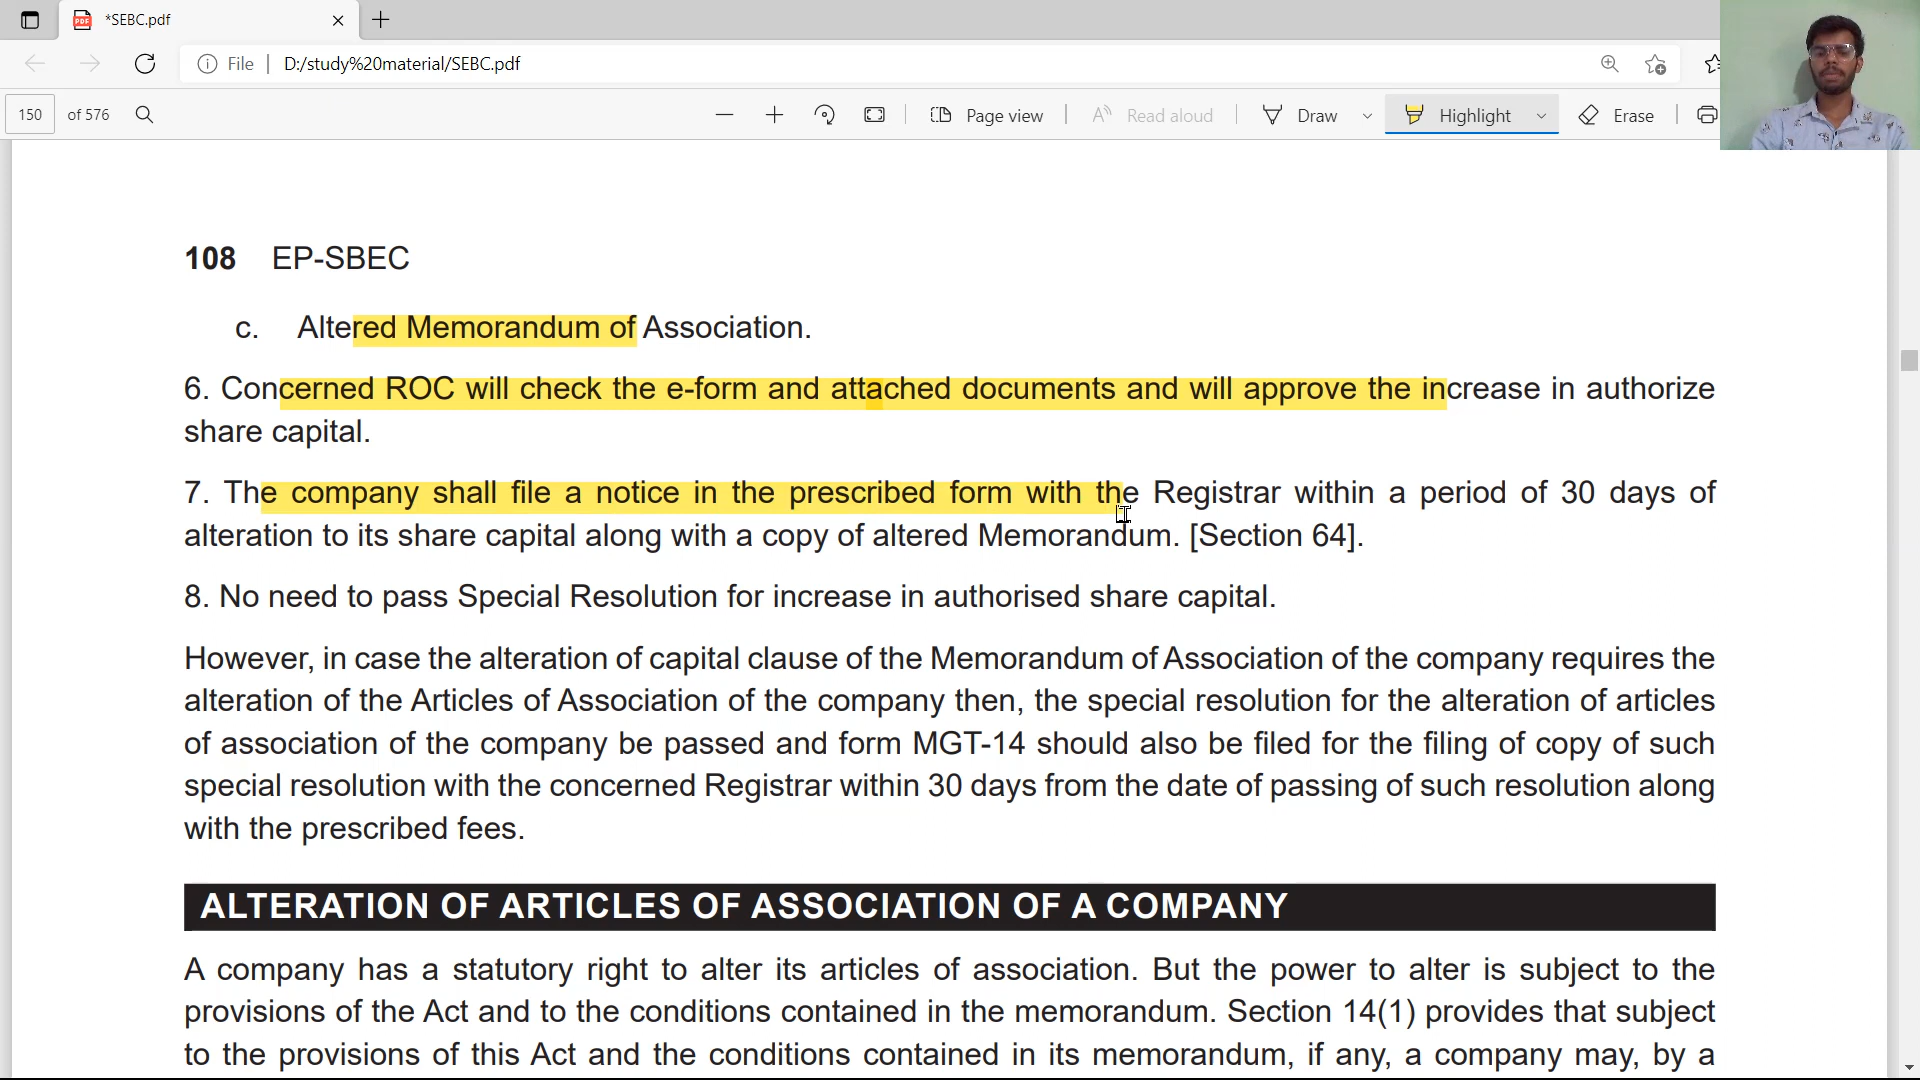 *SEBC.pdf
File
D:/study%20material/SEBC.pdf
150 of 576
Page view
Read aloud
Draw
Highlight
Erase
108 EP-SBEC
c. Altered Memorandum of Association.
6. Concerned ROC will check the e-form and attached documents and will approve the increase in authorize
share capital.
7. The company shall file a notice in the prescribed form with the Registrar within a period of 30 days of
alteration to its share capital along with a copy of altered Memorandum. [Section 64].
8. No need to pass Special Resolution for increase in authorised share capital.
However, in case the alteration of capital clause of the Memorandum of Association of the company requires the
alteration of the Articles of Association of the company then, the special resolution for the alteration of articles
of association of the company be passed and form MGT-14 should also be filed for the filing of copy of such
special resolution with the concerned Registrar within 30 days from the date of passing of such resolution along
with the prescribed fees.
ALTERATION OF ARTICLES OF ASSOCIATION OF A COMPANY
A company has a statutory right to alter its articles of association. But the power to alter is subject to the
provisions of the Act and to the conditions contained in the memorandum. Section 14(1) provides that subject
to the provisions of this Act and the conditions contained in its memorandum, if any, a company may, by a